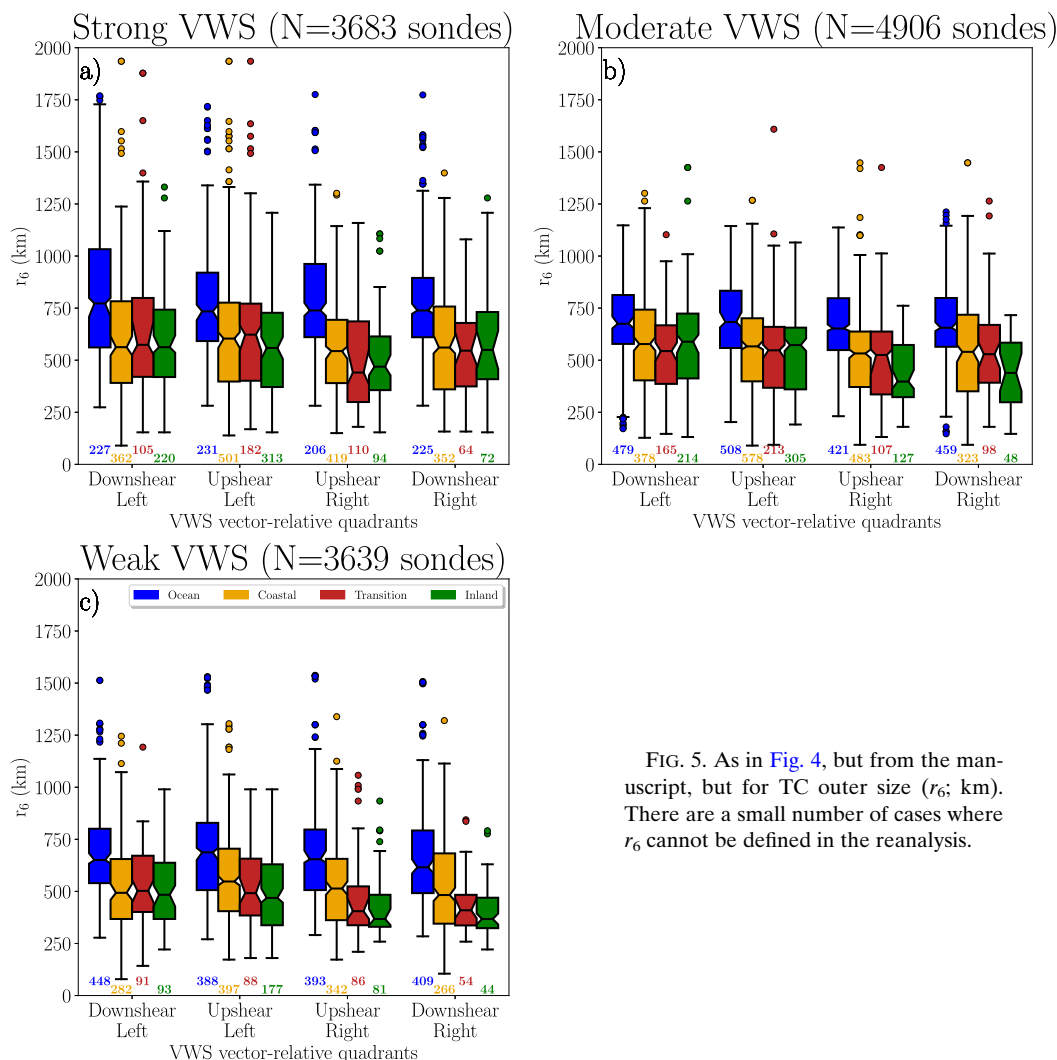 Strong VWS (N=3683 sondes)
a)
2000
1750
1500
1250
1000
750
500
250
0
r6 (km)
227 105 231 182 206 110 225 64
362 220 501 313 419 94 352 72
Downshear Upshear Upshear Downshear
Left Left Right Right
VWS vector-relative quadrants
Moderate VWS (N=4906 sondes)
b)
2000
1750
1500
1250
1000
750
500
250
0
r6 (km)
479 165 508 213 421 107 459 98
378 214 578 305 483 127 323 48
Downshear Upshear Upshear Downshear
Left Left Right Right
VWS vector-relative quadrants
Weak VWS (N=3639 sondes)
c)
Ocean Coastal Transition Inland
2000
1750
1500
1250
1000
750
500
250
0
r6 (km)
448 91 388 88 393 86 409 54
282 93 397 177 342 81 266 44
Downshear Upshear Upshear Downshear
Left Left Right Right
VWS vector-relative quadrants
FIG. 5. As in Fig. 4, but from the man-
uscript, but for TC outer size (r6; km).
There are a small number of cases where
r6 cannot be defined in the reanalysis.